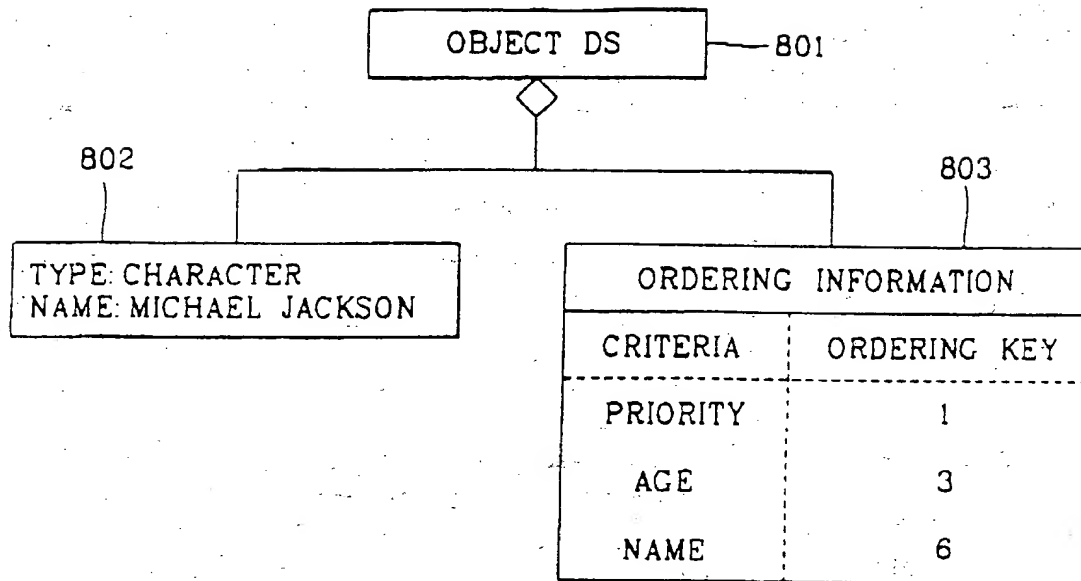 OBJECT DS
801
802
803
TYPE: CHARACTER
NAME: MICHAEL JACKSON
ORDERING INFORMATION
CRITERIA ORDERING KEY
PRIORITY 1
AGE 3
NAME 6